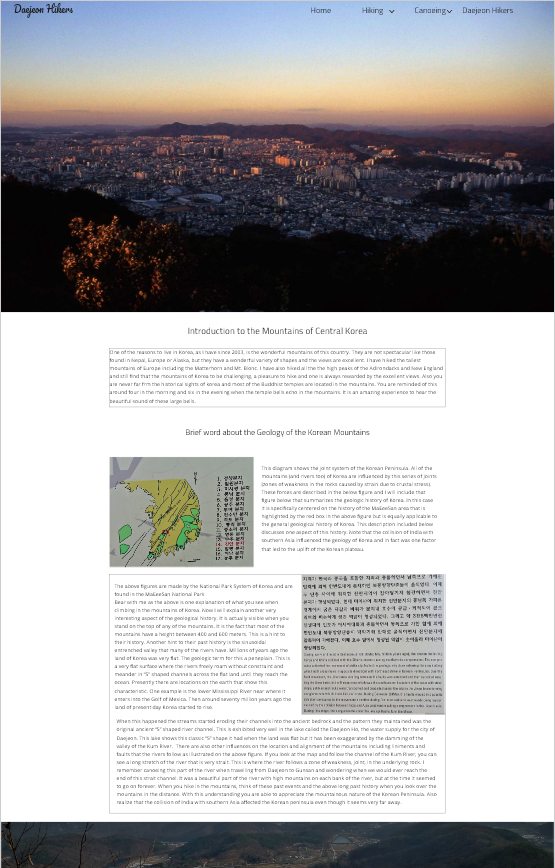 Daejeon Hikers
Home Hiking Canoeing Daejeon Hikers
Introduction to the Mountains of Central Korea
One of the reasons to live in Korea, as I have since 2003, is the wonderful mountains of this country. They are not spectacular like those
found in Nepal, Europe or Alaska, but they have a wonderful variety of shapes and the views are excellent. I have hiked the tallest
mountains of Europe including the Matterhorn and Mt. Blonc. I have also hiked all the high peaks of the Adirondacks and New England
and still find that the mountains of Korea to be challenging, a pleasure to hike and one is always rewarded by the excellent views. Also you
are never far frm the historical sights of korea and most of the Buddhist temples are located in the mountains. You are reminded of this
around four in the morning and six in the evening when the temple bells echo in the mountains. It is an amazing experience to hear the
beautiful sound of these large bells.
Brief word about the Geology of the Korean Mountains
This diagram shows the joint system of the Korean Peninsula. All of the
mountains (and rivers too) of Korea are influenced by this series of joints
(zones of weakness in the rocks caused by strain due to crustal stress).
These forces are described in the below figure and I will include that
figure below that summarizes the geologic history of Korea. In this case
it is specifically centered on the history of the MaiSeeSan area that is
highlighted by the red box in the above figure but is equally applicable to
the general geological history of Korea. This description included below
discusses one aspect of this history. Note that the collision of India with
southern Asia influenced the geology of Korea and in fact was one factor
that led to the uplift of the Korean plateau.
The above figures are made by the National Park System of Korea and are
found in the MaiseeSan National Park
Bear with me as the above is one explanation of what you see when
hiking in the mountains of Korea. Now I will explain another very
interesting aspect of the geological history. It is actually visible when you
stand on the top of any of the mountains. It is the fact that most of the
mountains have a height between 400 and 600 meters. This is a hint to
their history. Another hint to their past history is the sinusoidal
entrenched valley that many of the rivers have. Millions of years ago the
land of Korea was very flat. The geologic term for this is peneplain. This is
a very flat surface where the rivers freely roam without constraints and
meander in "S" shaped channels across the flat land until they reach the
ocean. Presently there are locations on the earth that show this
characteristic. One example is the lower Mississippi River near where it
enters into the Golf of Mexico. Then around seventy million years ago the
land of present day Korea started to rise.
When this happened the streams started eroding their channels into the ancient bedrock and the pattern they maintained was the
original ancient "S" shaped river channel. This is exhibited very well in the lake called the Daejeon Ho, the water supply for the city of
Daejeon. This lake shows this classic "S" shape it had when the land was flat but it has been exaggerated by the damming of the
valley of the Kum River. There are also other influences on the location and alignment of the mountains including liniments and
faults that the rivers follow as illustrated on the above figure. If you look at the map and follow the channel of the Kum River, you can
see a long stretch of the river that is very straight. This is where the river follows a zone of weakness, joint, in the underlying rock. I
remember canoeing this part of the river when travelling from Daejeon to Gunsan and wondering when we would ever reach the
end of this strait channel. It was a beautiful part of the river with high mountains on each bank of the river, but at the time it seemed
to go on forever. When you hike in the mountains, think of these past events and the above long past history when you look over the
mountains in the distance. With this understanding you are able to appreciate the mountainous nature of the Korean Peninsula. Also
realize that the collision of India with southern Asia affected the Korean peninsula even though it seems very far away.